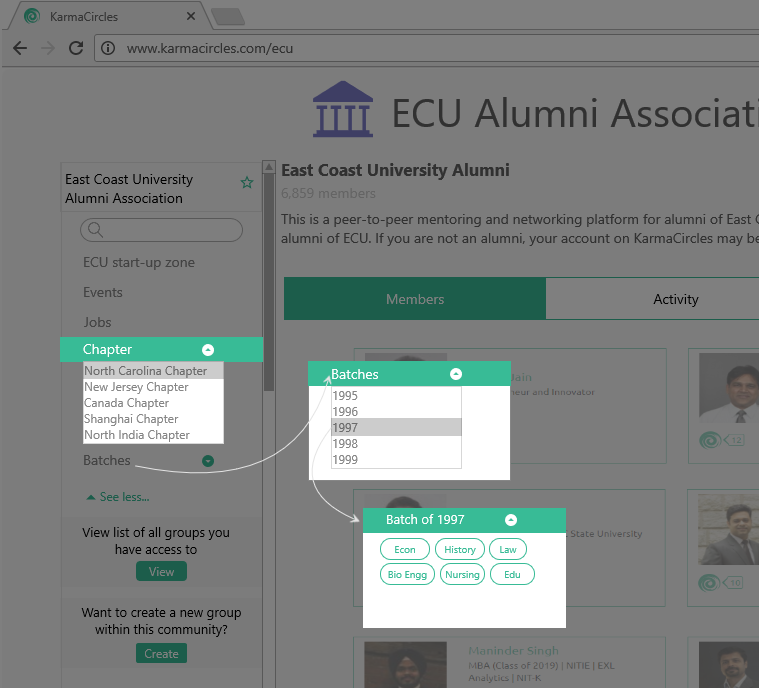 KarmaCircles
www.karmacircles.com/ecu
ECU Alumni Associati
East Coast University
Alumni Association
ECU start-up zone
Events
Jobs
Chapter
North Carolina Chapter
New Jersey Chapter
Canada Chapter
Shanghai Chapter
North India Chapter
Batches
See less...
View list of all groups you
have access to
View
Want to create a new group
within this community?
Create
East Coast University Alumni
6,859 members
This is a peer-to-peer mentoring and networking platform for alumni of East C
alumni of ECU. If you are not an alumni, your account on KarmaCircles may be
Members
Activity
Jain
neur and Innovator
12
Batches
1995
1996
1997
1998
1999
State University
10
Batch of 1997
Econ
History
Law
Bio Engg
Nursing
Edu
Maninder Singh
MBA (Class of 2019) | NITIE | EXL
Analytics | NIT-K